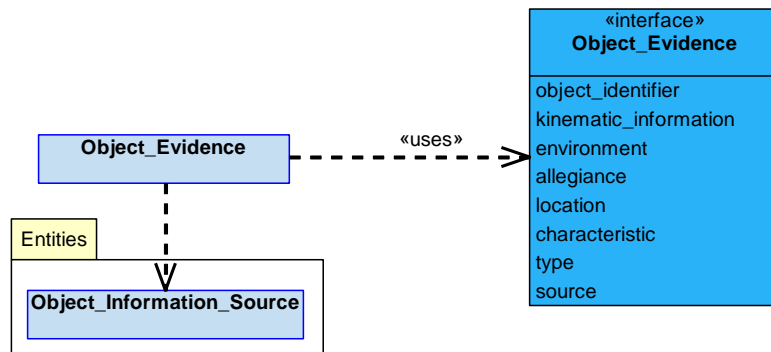 «interface»
Object_Evidence
object_identifier
kinematic_information
environment
allegiance
location
characteristic
type
source
Object_Evidence
«uses»
Entities
Object_Information_Source